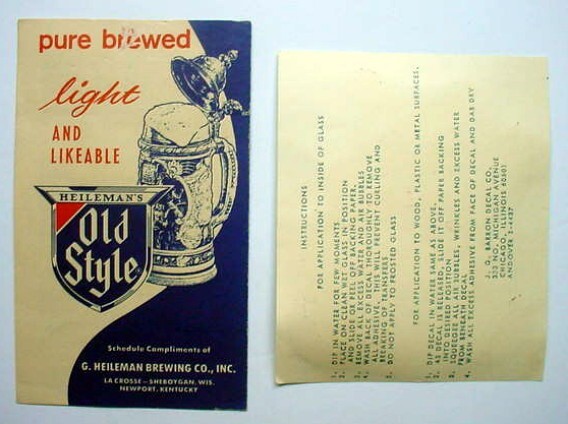 pure brewed
light
AND
LIKEABLE
HEILEMAN'S
Old
Style
Schedule Compliments of
G. HEILEMAN BREWING CO., INC.
LA CROSSE – SHEBOYGAN, WIS.
NEWPORT, KENTUCKY
INSTRUCTIONS
FOR APPLICATION TO INSIDE OF GLASS
1. DIP IN WATER FOR FEW MOMENTS
2. PLACE ON CLEAN WET GLASS IN POSITION
AND SLIDE OR PEEL OFF BACKING PAPER.
3. REMOVE ALL EXCESS WATER AND AIR BUBBLES
4. WASH BACK OF DECAL THOROUGHLY TO REMOVE
ALL ADHESIVE. THIS WILL PREVENT CURLING AND
BREAKING OF TRANSFERS
5. DO NOT APPLY TO FROSTED GLASS
FOR APPLICATION TO WOOD, PLASTIC OR METAL SURFACES.
1. DIP DECAL IN WATER SAME AS ABOVE.
2. AS DECAL IS RELEASED, SLIDE IT OFF PAPER BACKING
INTO DESIRED POSITION
3. SQUEEGEE ALL AIR BUBBLES, WRINKLES AND EXCESS WATER
FROM BENEATH DECAL
4. WASH ALL EXCESS ADHESIVE FROM FACE OF DECAL AND DAB DRY
J. G. BARRON DECAL CO.
NO. MICHIGAN AVENUE
CHICAGO, ILLINOIS 60601
ANDOVER